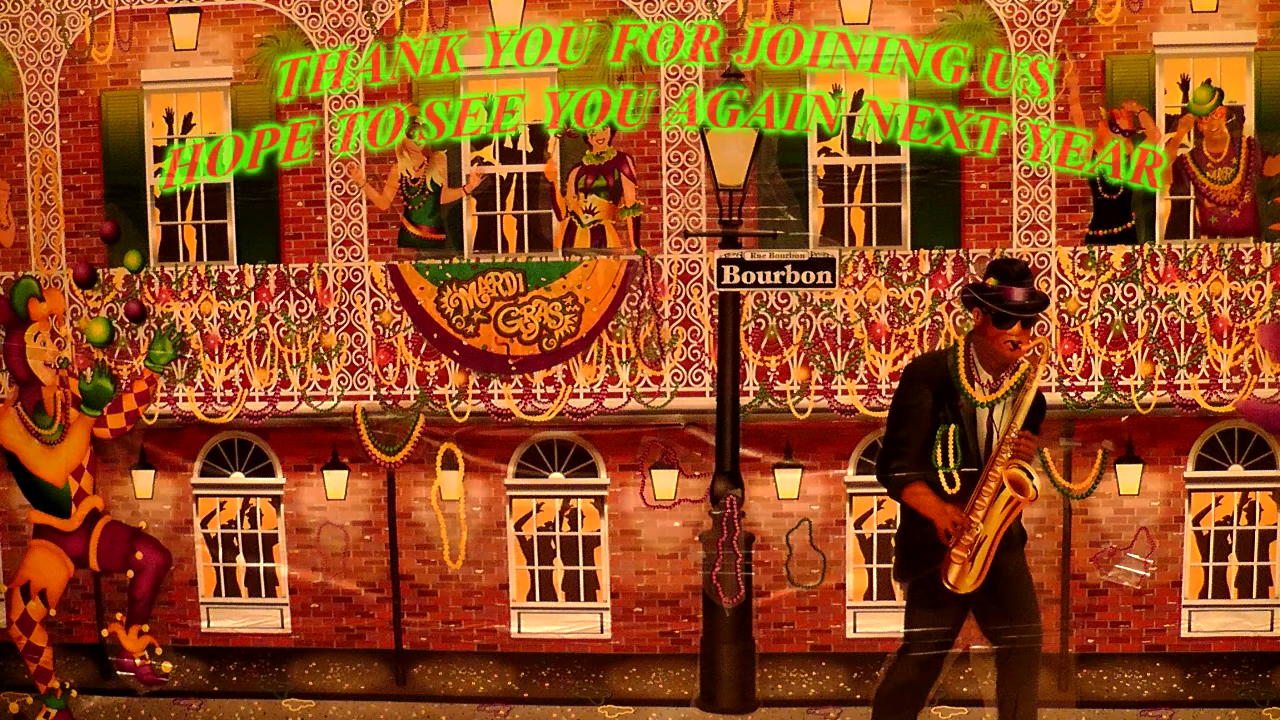 THANK YOU FOR JOINING US
HOPE TO SEE YOU AGAIN NEXT YEAR
Rue Bourbon
Bourbon
MARDI
GRAS